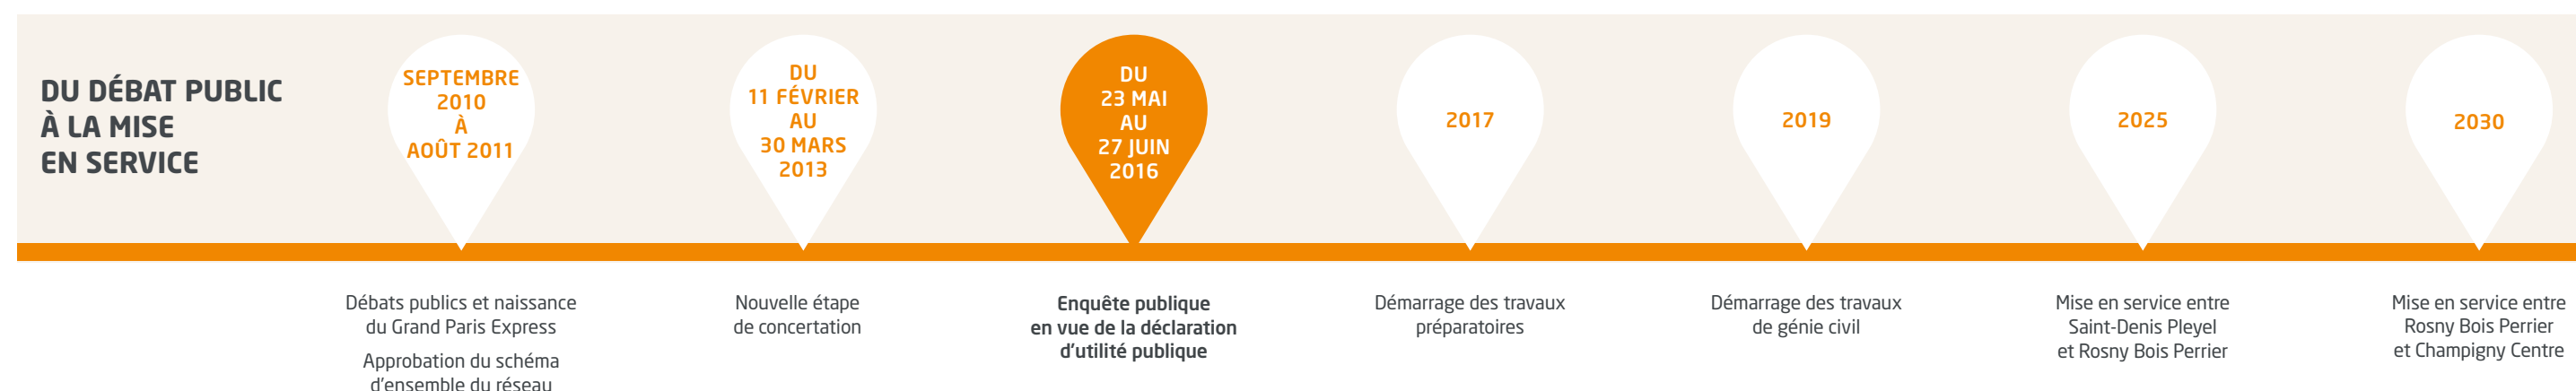 DU DÉBAT PUBLIC
À LA MISE
EN SERVICE
SEPTEMBRE
2010
À
AOÛT 2011
Débats publics et naissance
du Grand Paris Express
Approbation du schéma
d'ensemble du réseau
DU
11 FÉVRIER
AU
30 MARS
2013
Nouvelle étape
de concertation
DU
23 MAI
AU
27 JUIN
2016
Enquête publique
en vue de la déclaration
d'utilité publique
2017
Démarrage des travaux
préparatoires
2019
Démarrage des travaux
de génie civil
2025
Mise en service entre
Saint-Denis Pleyel
et Rosny Bois Perrier
2030
Mise en service entre
Rosny Bois Perrier
et Champigny Centre